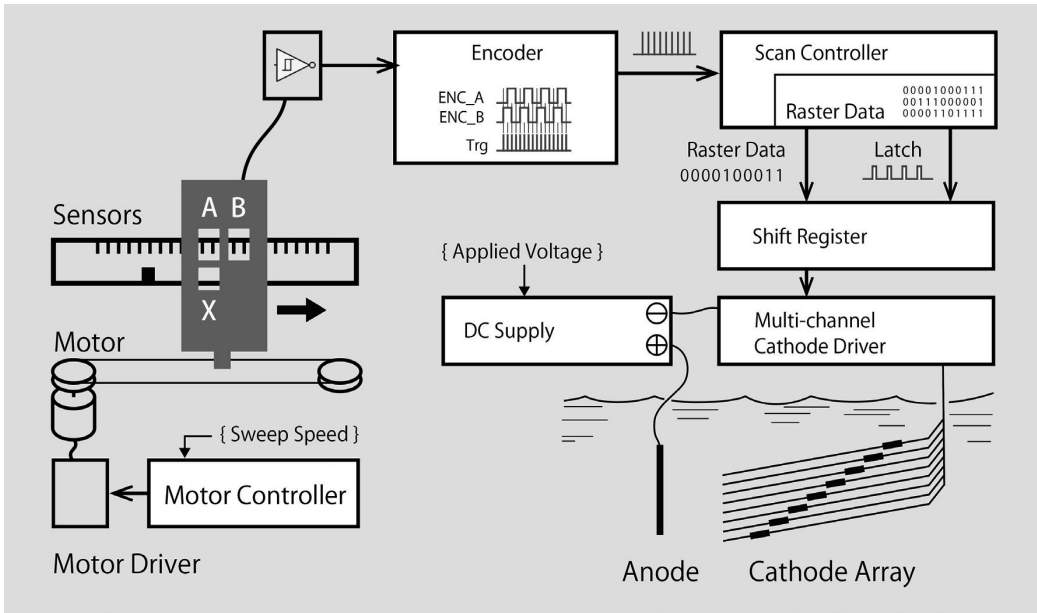 Encoder
ENC_A
ENC_B
Trg
Scan Controller
Raster Data
00001000111
00111000001
00001101111
Raster Data
0000100011
Latch
Sensors
A B
X
Shift Register
{ Applied Voltage }
DC Supply
Multi-channel
Cathode Driver
Motor
{ Sweep Speed }
Motor Controller
Motor Driver
Anode
Cathode Array